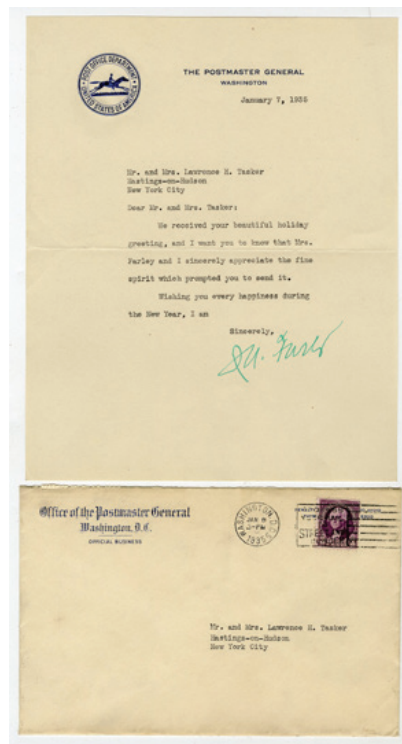 POST OFFICE DEPARTMENT
UNITED STATES OF AMERICA
THE POSTMASTER GENERAL
WASHINGTON
January 7, 1935
Mr. and Mrs. Lawrence H. Tasker
Hastings-on-Hudson
New York City
Dear Mr. and Mrs. Tasker:
We received your beautiful holiday
greeting, and I want you to know that Mrs.
Farley and I sincerely appreciate the fine
spirit which prompted you to send it.
Wishing you every happiness during
the New Year, I am
Sincerely,
J.A. Farley
Office of the Postmaster General
Washington, D.C.
OFFICIAL BUSINESS
WASHINGTON, D.C.
JAN 8
1935
Mr. and Mrs. Lawrence H. Tasker
Hastings-on-Hudson
New York City